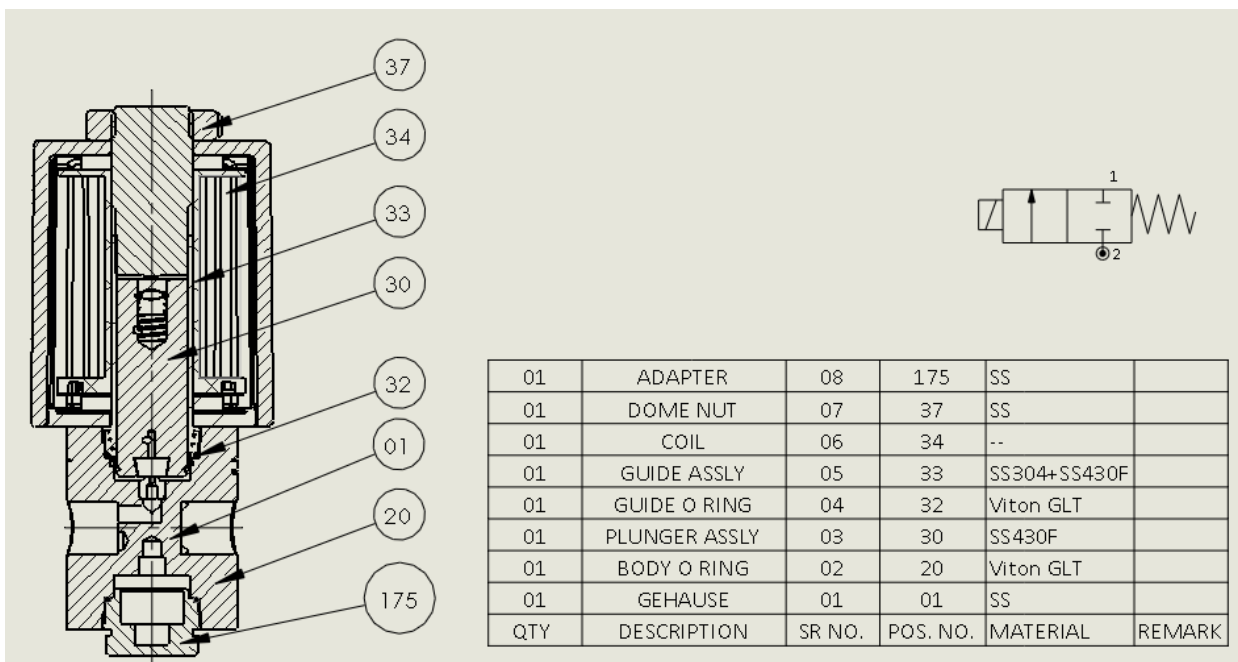 37
34
33
30
32
01
20
175
1
2
01 ADAPTER 08 175 SS
01 DOME NUT 07 37 SS
01 COIL 06 34 --
01 GUIDE ASSLY 05 33 SS304+SS430F
01 GUIDE O RING 04 32 Viton GLT
01 PLUNGER ASSLY 03 30 SS430F
01 BODY O RING 02 20 Viton GLT
01 GEHAUSE 01 01 SS
QTY DESCRIPTION SR NO. POS. NO. MATERIAL REMARK